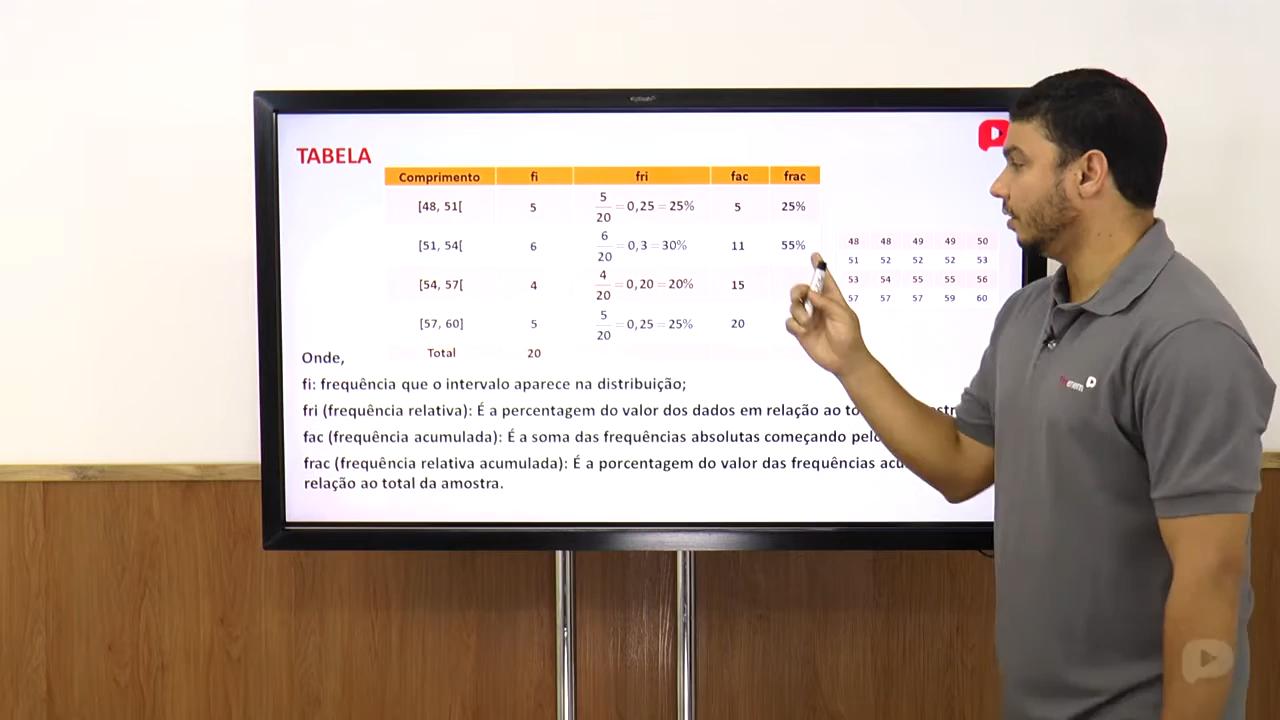 TABELA
Comprimento fi fri fac frac
[48, 51[ 5 5/20 = 0,25 = 25% 5 25%
[51, 54[ 6 6/20 = 0,3 = 30% 11 55%
[54, 57[ 4 4/20 = 0,20 = 20% 15
[57, 60] 5 5/20 = 0,25 = 25% 20
Total 20
48 48 49 49 50
51 52 52 52 53
53 54 55 55 56
57 57 57 59 60
Onde,
fi: frequência que o intervalo aparece na distribuição;
fri (frequência relativa): É a percentagem do valor dos dados em relação ao
fac (frequência acumulada): É a soma das frequências absolutas começando
frac (frequência relativa acumulada): É a porcentagem do valor das frequências
relação ao total da amostra.